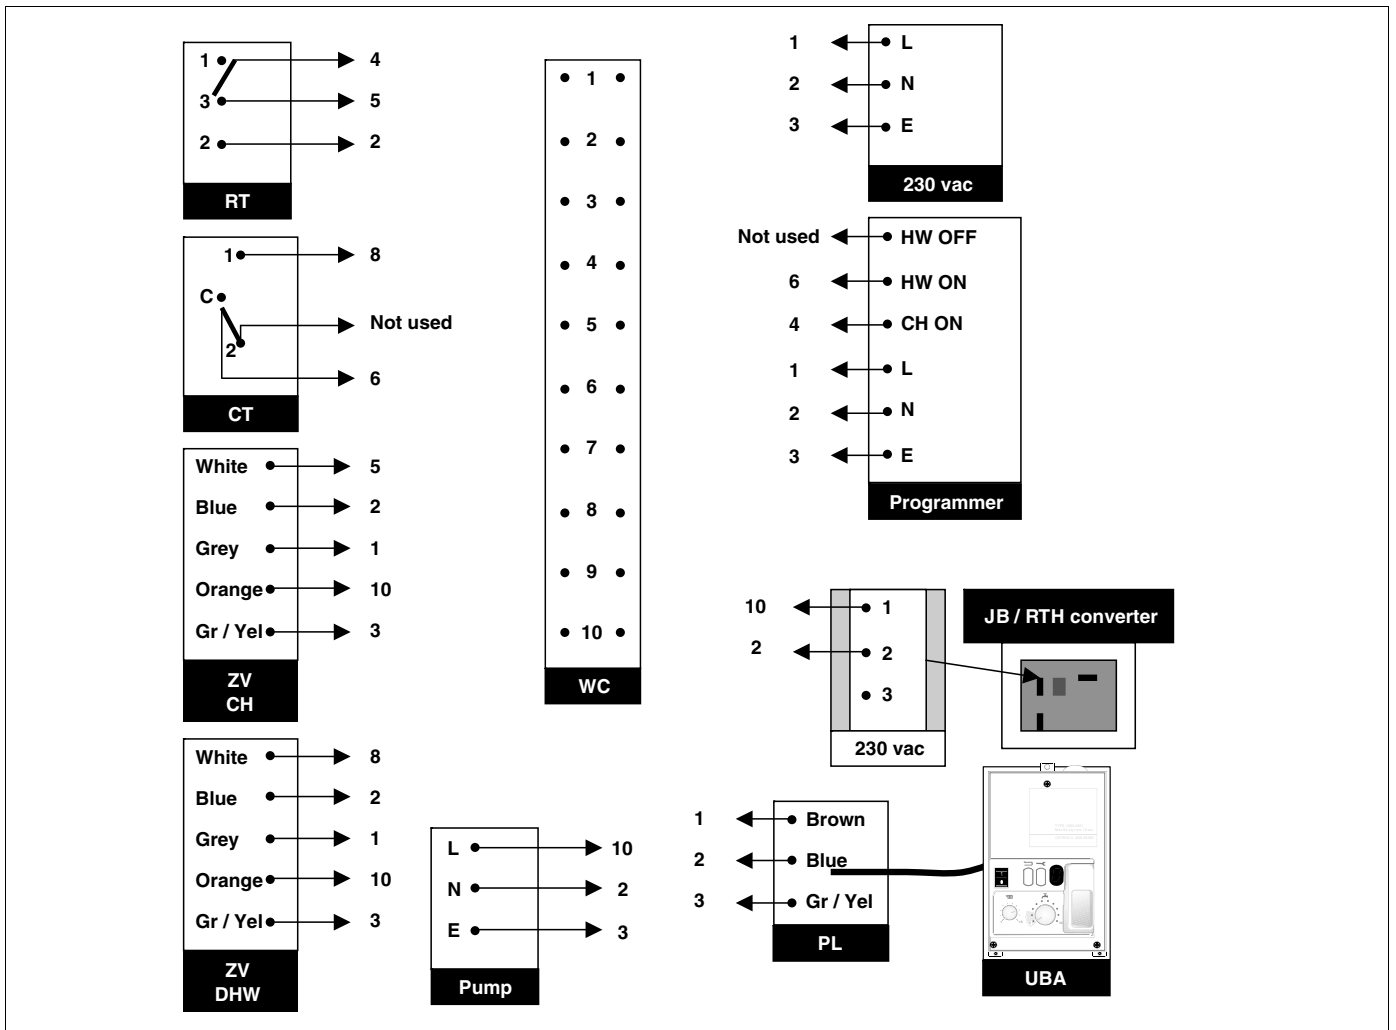 1 4
3 5
2 2
RT
1 8
C
Not used
2
6
CT
White 5
Blue 2
Grey 1
Orange 10
Gr / Yel 3
ZV
CH
White 8
Blue 2
Grey 1
Orange 10
Gr / Yel 3
ZV
DHW
1
2
3
4
5
6
7
8
9
10
WC
L 10
N 2
E 3
Pump
1 L
2 N
3 E
230 vac
Not used HW OFF
6 HW ON
4 CH ON
1 L
2 N
3 E
Programmer
10 1
2 2
3
230 vac
JB / RTH converter
1 Brown
2 Blue
3 Gr / Yel
PL
UBA